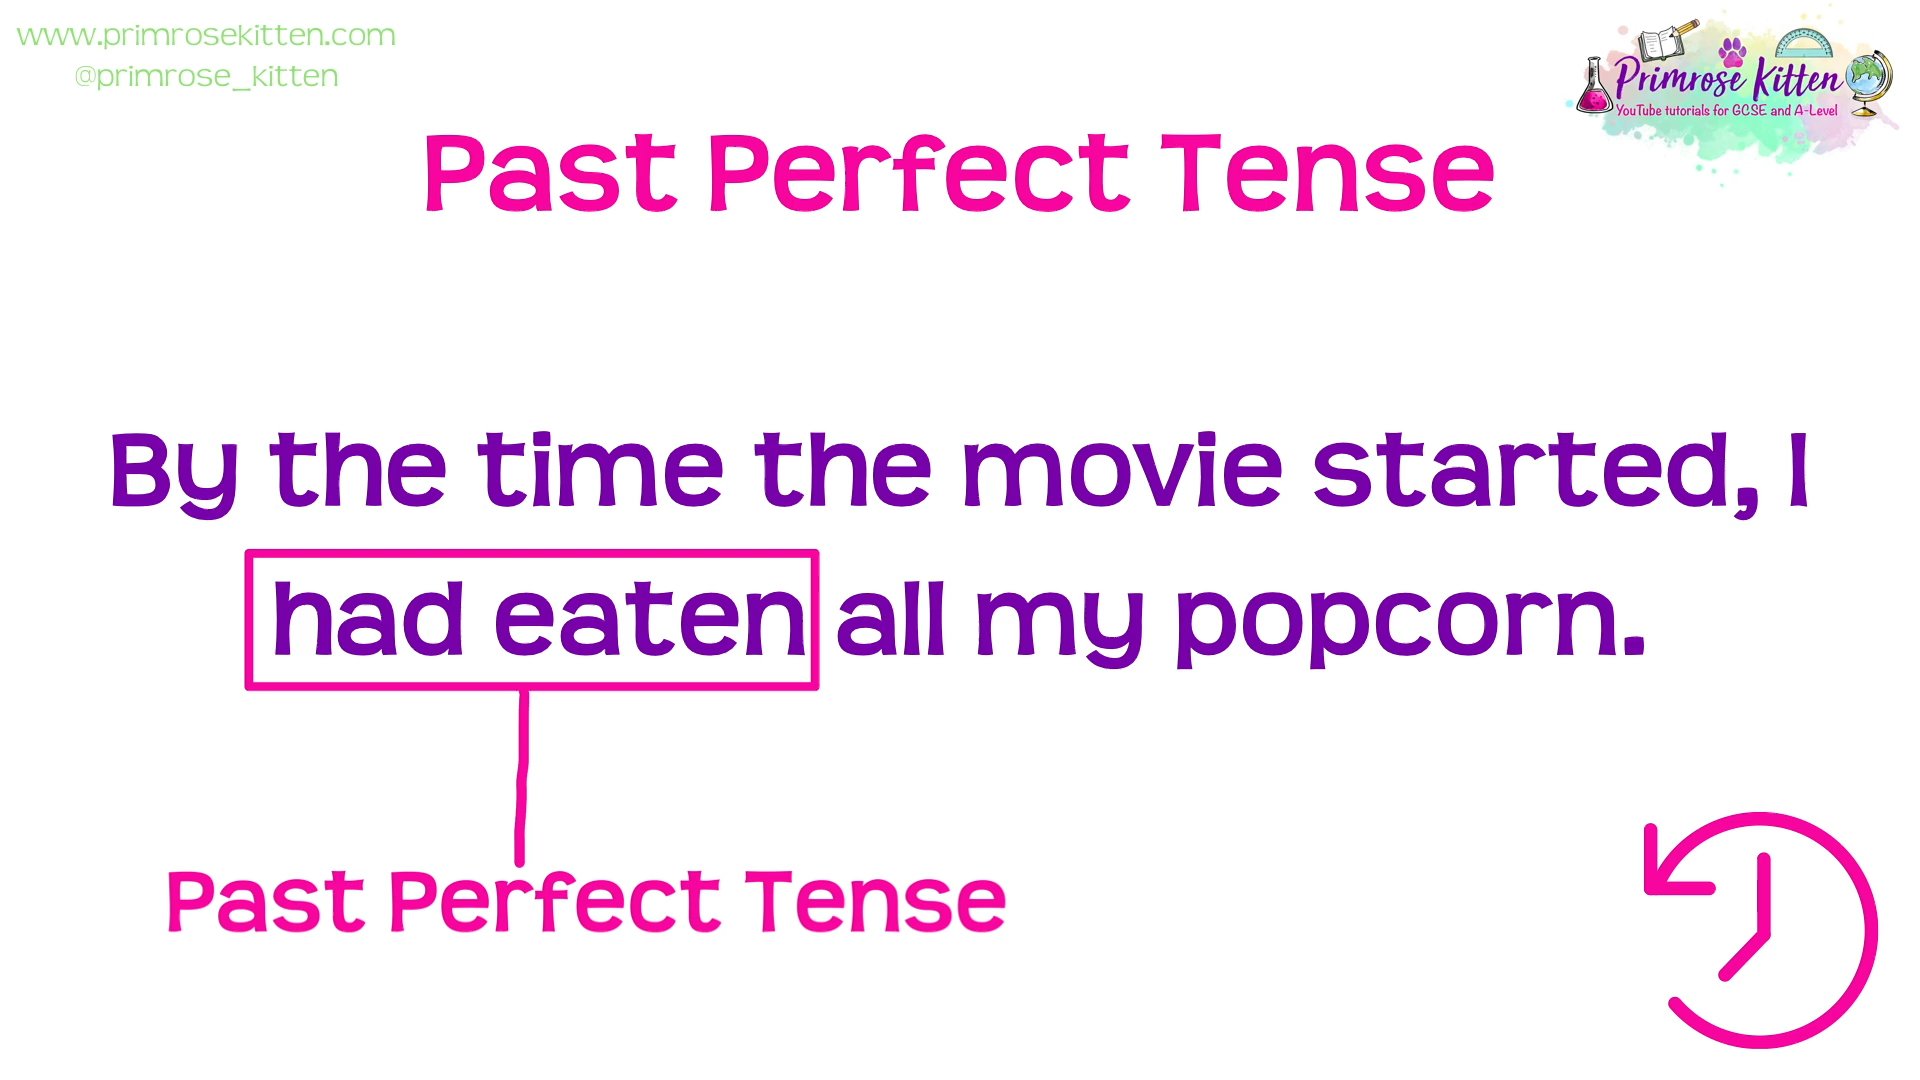 www.primrosekitten.com
@primrose_kitten
Primrose Kitten
YouTube tutorials for GCSE and A-Level
Past Perfect Tense
By the time the movie started, I
had eaten all my popcorn.
Past Perfect Tense